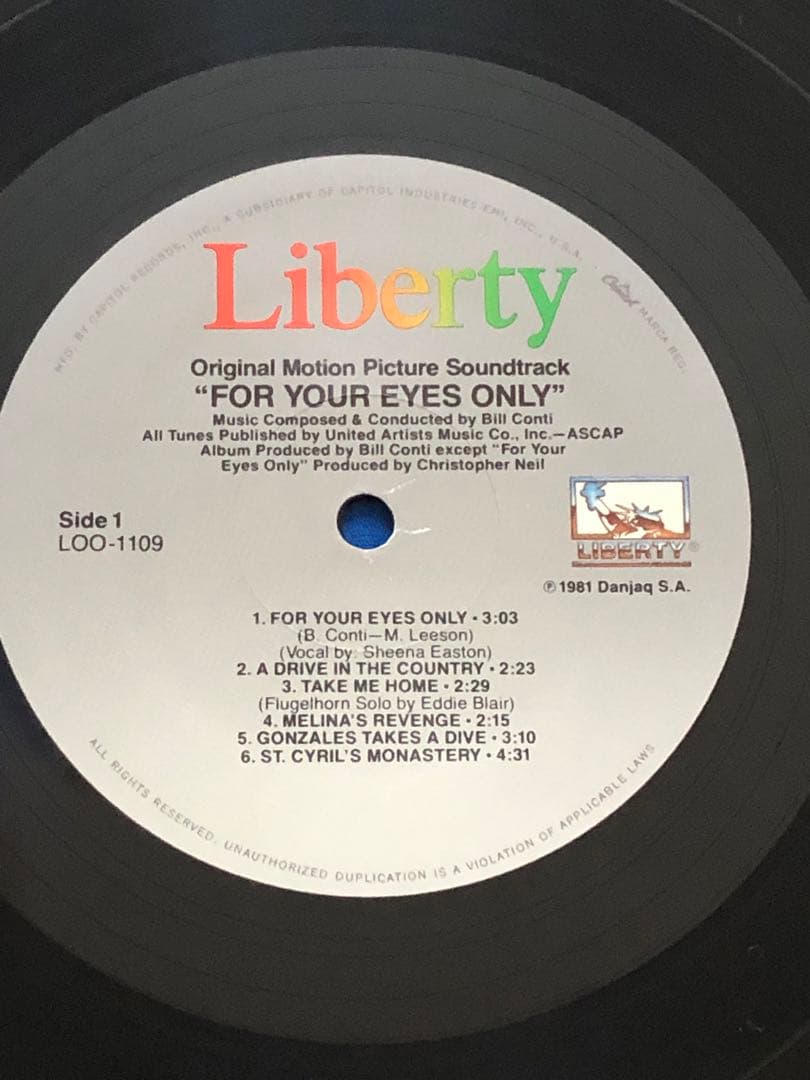 MFD. BY CAPITOL RECORDS, INC., A SUBSIDIARY OF CAPITOL INDUSTRIES-EMI, INC., U.S.A.
Capitol MARCA REG.
Liberty
Original Motion Picture Soundtrack
“FOR YOUR EYES ONLY”
Music Composed & Conducted by Bill Conti
All Tunes Published by United Artists Music Co., Inc.—ASCAP
Album Produced by Bill Conti except “For Your
Eyes Only” Produced by Christopher Neil
Side 1
LOO-1109
LIBERTY®
℗ 1981 Danjaq S.A.
1. FOR YOUR EYES ONLY • 3:03
(B. Conti—M. Leeson)
(Vocal by: Sheena Easton)
2. A DRIVE IN THE COUNTRY • 2:23
3. TAKE ME HOME • 2:29
(Flugelhorn Solo by Eddie Blair)
4. MELINA'S REVENGE • 2:15
5. GONZALES TAKES A DIVE • 3:10
6. ST. CYRIL'S MONASTERY • 4:31
ALL RIGHTS RESERVED. UNAUTHORIZED DUPLICATION IS A VIOLATION OF APPLICABLE LAWS